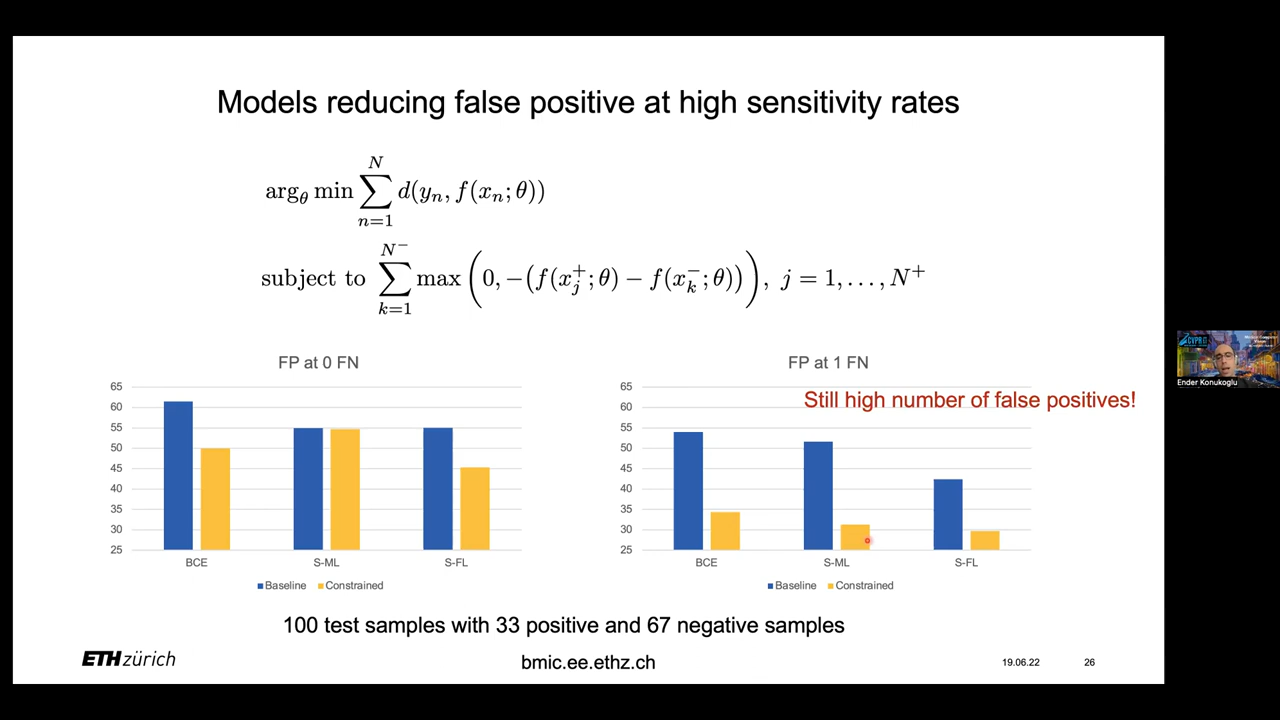 Models reducing false positive at high sensitivity rates
arg_θ min ∑_{n=1}^{N} d(y_n, f(x_n; θ))
subject to ∑_{k=1}^{N^-} max(0, −(f(x_j^+; θ) − f(x_k^-; θ))), j = 1, . . . , N^+
FP at 0 FN
65
60
55
50
45
40
35
30
25
BCE S-ML S-FL
Baseline Constrained
FP at 1 FN
Still high number of false positives!
65
60
55
50
45
40
35
30
25
BCE S-ML S-FL
Baseline Constrained
100 test samples with 33 positive and 67 negative samples
ETH zürich
bmic.ee.ethz.ch
19.06.22
26
Ender Konukoglu